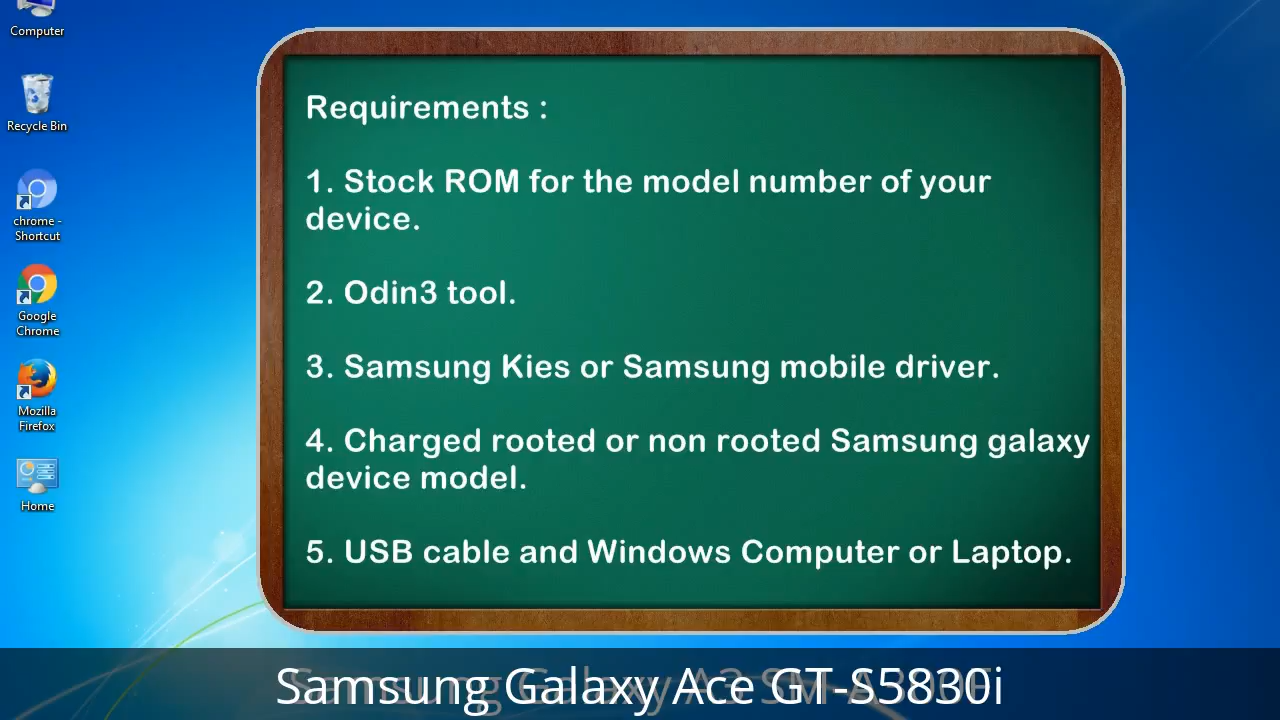 Computer
Recycle Bin
chrome -
Shortcut
Google
Chrome
Mozilla
Firefox
Home
Requirements :
1. Stock ROM for the model number of your
device.
2. Odin3 tool.
3. Samsung Kies or Samsung mobile driver.
4. Charged rooted or non rooted Samsung galaxy
device model.
5. USB cable and Windows Computer or Laptop.
Samsung Galaxy Ace GT-S5830i